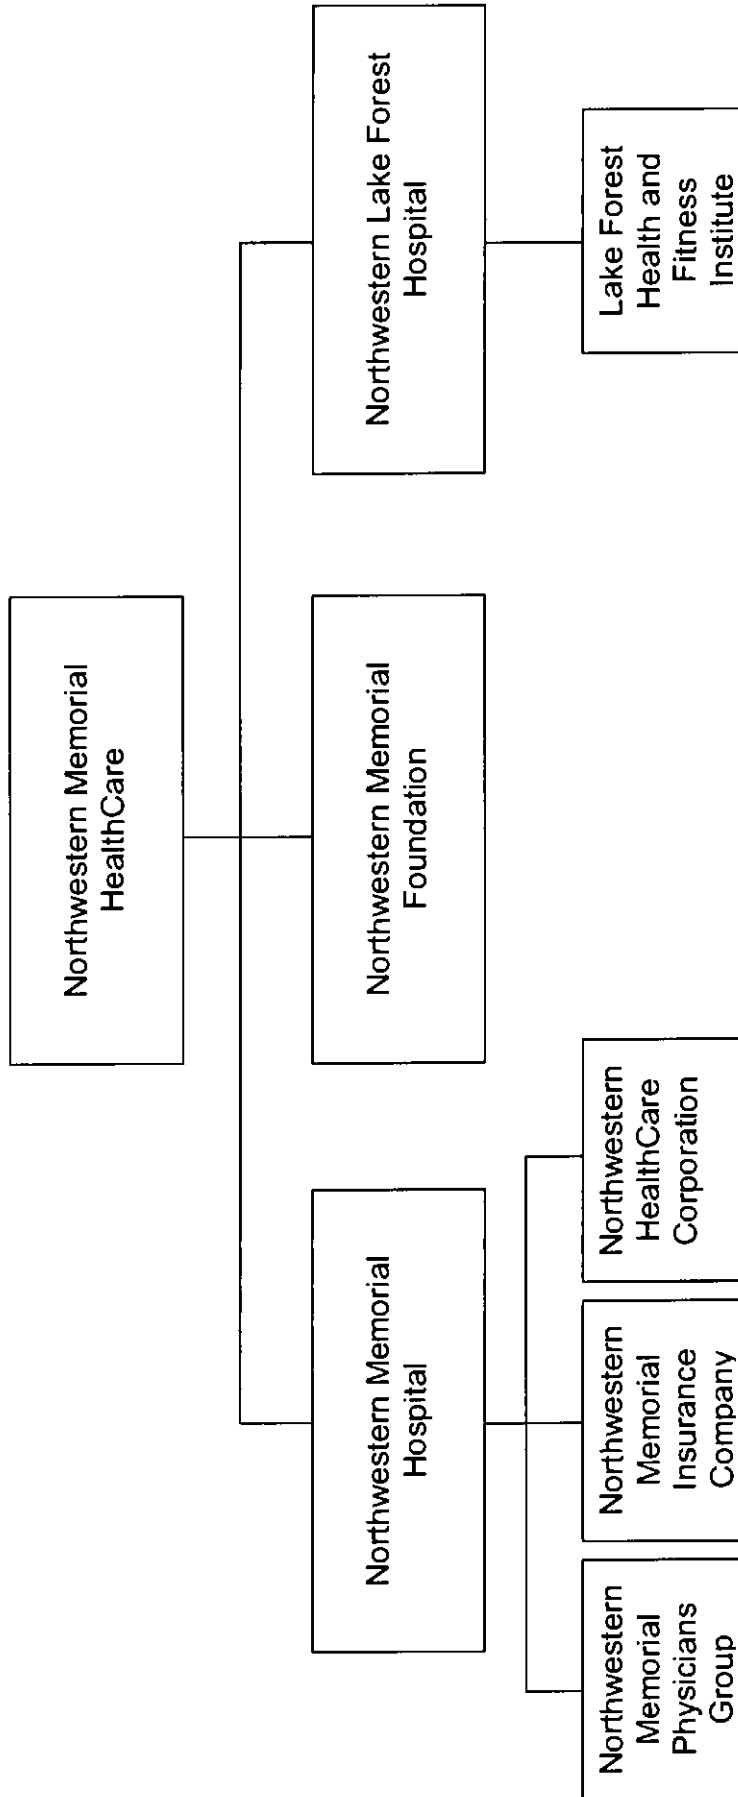 Northwestern Memorial
HealthCare
Northwestern Memorial
Hospital
Northwestern Memorial
Foundation
Northwestern Lake Forest
Hospital
Northwestern
Memorial
Physicians
Group
Northwestern
Memorial
Insurance
Company
Northwestern
HealthCare
Corporation
Lake Forest
Health and
Fitness
Institute